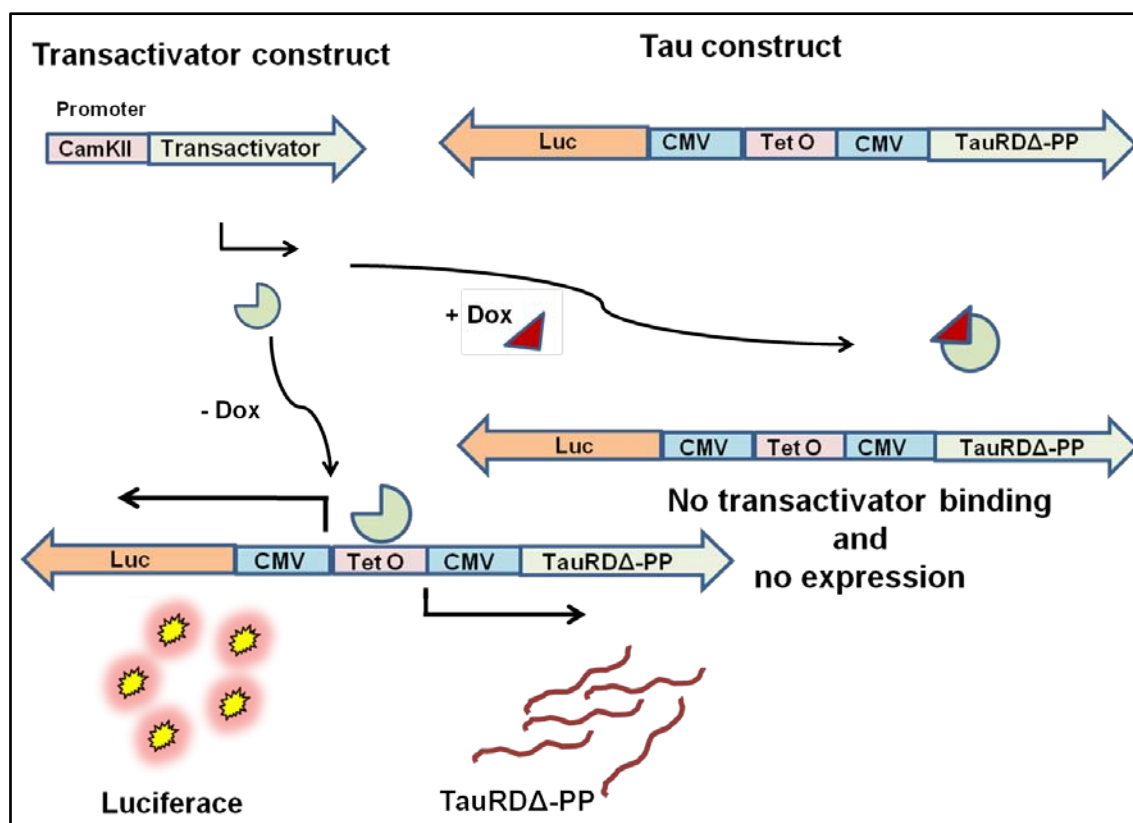 Transactivator construct
Tau construct
Promoter
CamKII Transactivator
Luc CMV Tet O CMV TauRDΔ-PP
+ Dox
- Dox
Luc CMV Tet O CMV TauRDΔ-PP
No transactivator binding
and
no expression
Luc CMV Tet O CMV TauRDΔ-PP
Luciferace
TauRDΔ-PP